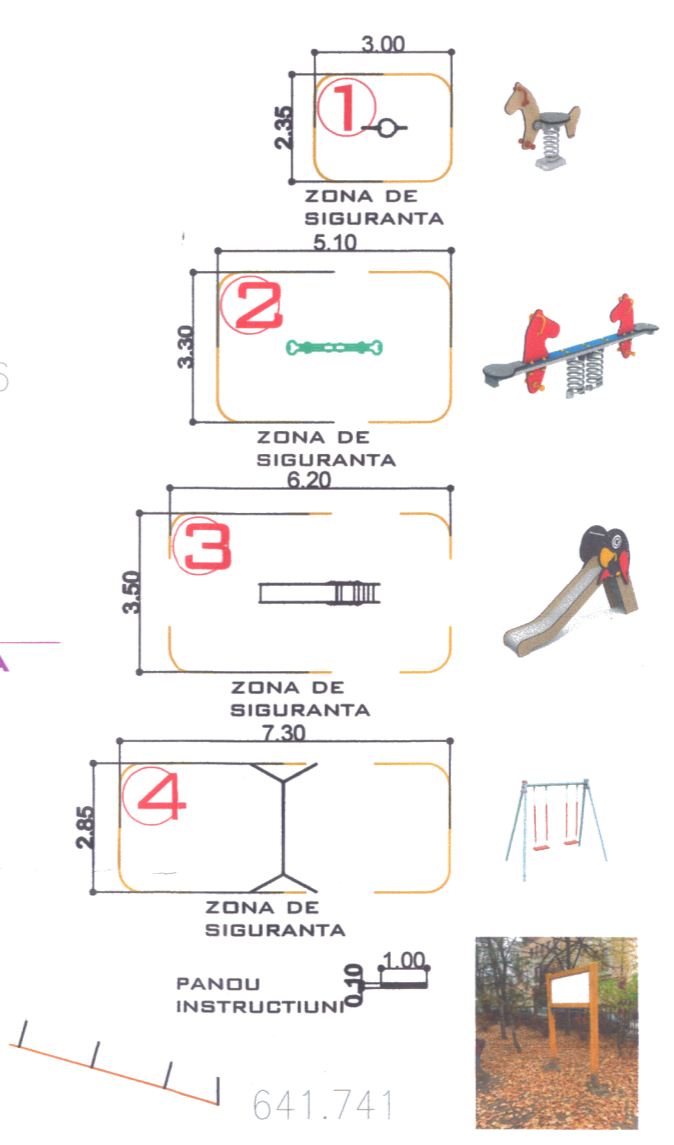 3.00
2.35
1
ZONA DE
SIGURANTA
5.10
3.30
2
ZONA DE
SIGURANTA
6.20
3.50
3
ZONA DE
SIGURANTA
7.30
2.85
4
ZONA DE
SIGURANTA
PANOU
INSTRUCTIUNI
0.10
1.00
641.741